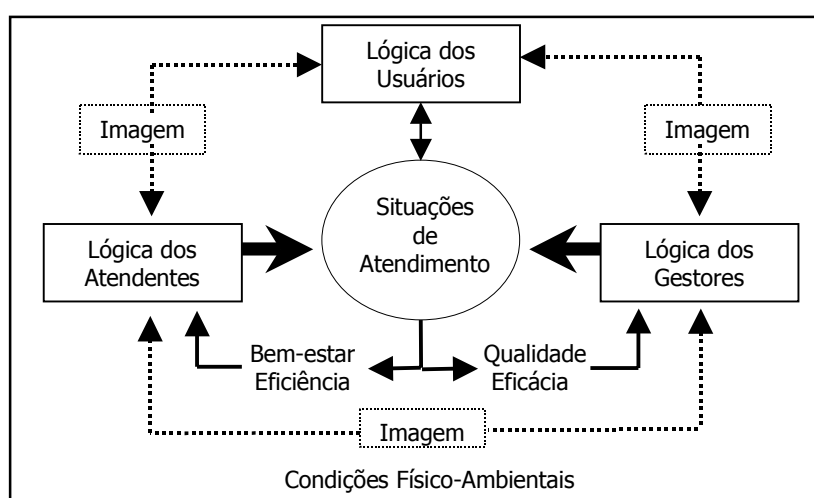 Lógica dos
Usuários
Imagem
Imagem
Situações
de
Atendimento
Lógica dos
Atendentes
Lógica dos
Gestores
Bem-estar
Eficiência
Qualidade
Eficácia
Imagem
Condições Físico-Ambientais